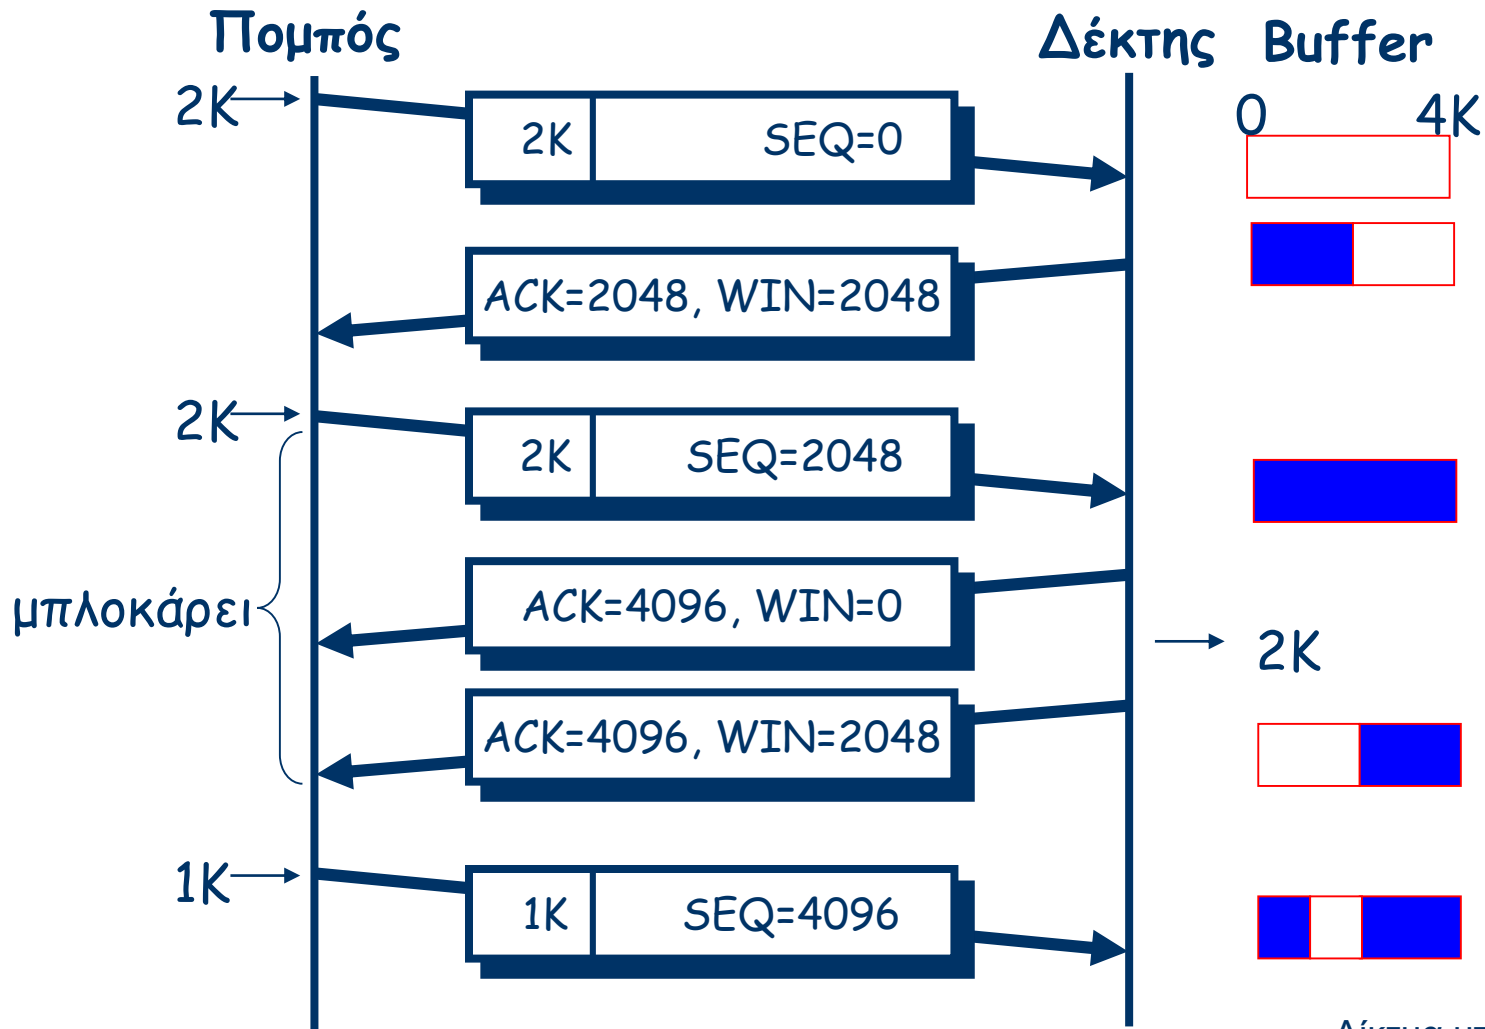 Πομπός
Δέκτης
Buffer
0
4K
2K
2K
SEQ=0
ACK=2048, WIN=2048
2K
2K
SEQ=2048
μπλοκάρει
ACK=4096, WIN=0
2K
ACK=4096, WIN=2048
1K
1K
SEQ=4096